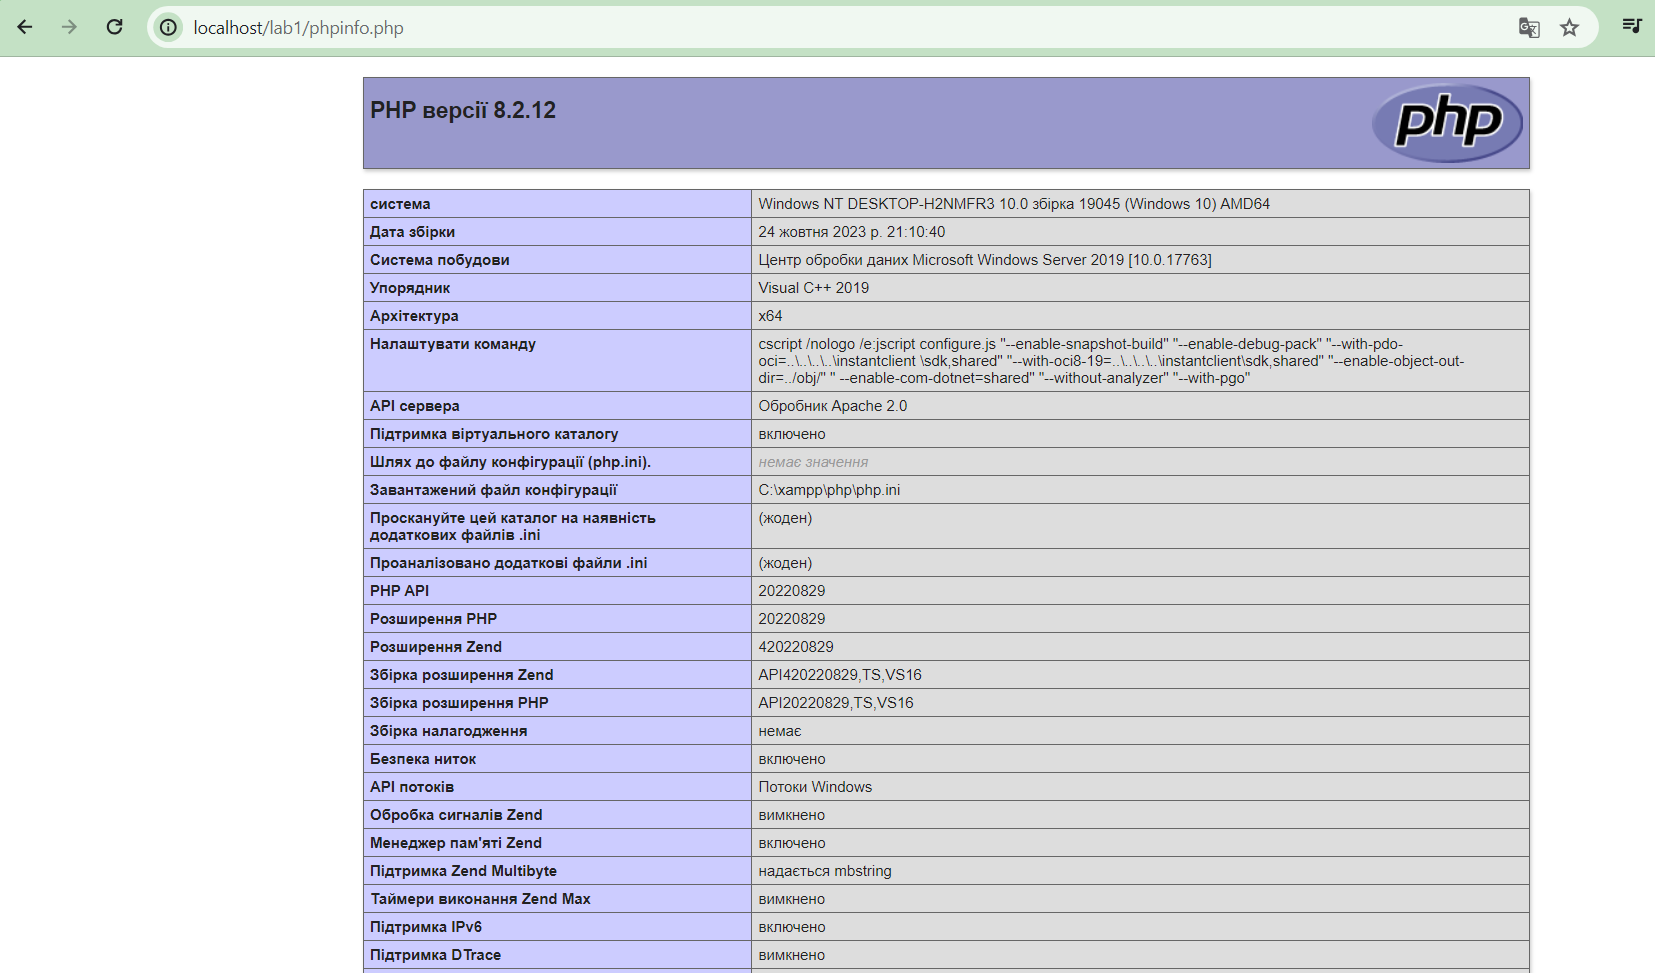 localhost/lab1/phpinfo.php
PHP версії 8.2.12
php
система Windows NT DESKTOP-H2NMFR3 10.0 збірка 19045 (Windows 10) AMD64
Дата збірки 24 жовтня 2023 р. 21:10:40
Система побудови Центр обробки даних Microsoft Windows Server 2019 [10.0.17763]
Упорядник Visual C++ 2019
Архітектура x64
Налаштувати команду cscript /nologo /e:jscript configure.js "--enable-snapshot-build" "--enable-debug-pack" "--with-pdo-
oci=..\..\..\..\instantclient \sdk,shared" "--with-oci8-19=..\..\..\..\instantclient\sdk,shared" "--enable-object-out-
dir=../obj/" " --enable-com-dotnet=shared" "--without-analyzer" "--with-pgo"
API сервера Обробник Apache 2.0
Підтримка віртуального каталогу включено
Шлях до файлу конфігурації (php.ini). немає значення
Завантажений файл конфігурації C:\xampp\php\php.ini
Проскануйте цей каталог на наявність (жоден)
додаткових файлів .ini
Проаналізовано додаткові файли .ini (жоден)
PHP API 20220829
Розширення PHP 20220829
Розширення Zend 420220829
Збірка розширення Zend API420220829,TS,VS16
Збірка розширення PHP API20220829,TS,VS16
Збірка налагодження немає
Безпека ниток включено
API потоків Потоки Windows
Обробка сигналів Zend вимкнено
Менеджер пам'яті Zend включено
Підтримка Zend Multibyte надається mbstring
Таймери виконання Zend Max вимкнено
Підтримка IPv6 включено
Підтримка DTrace вимкнено